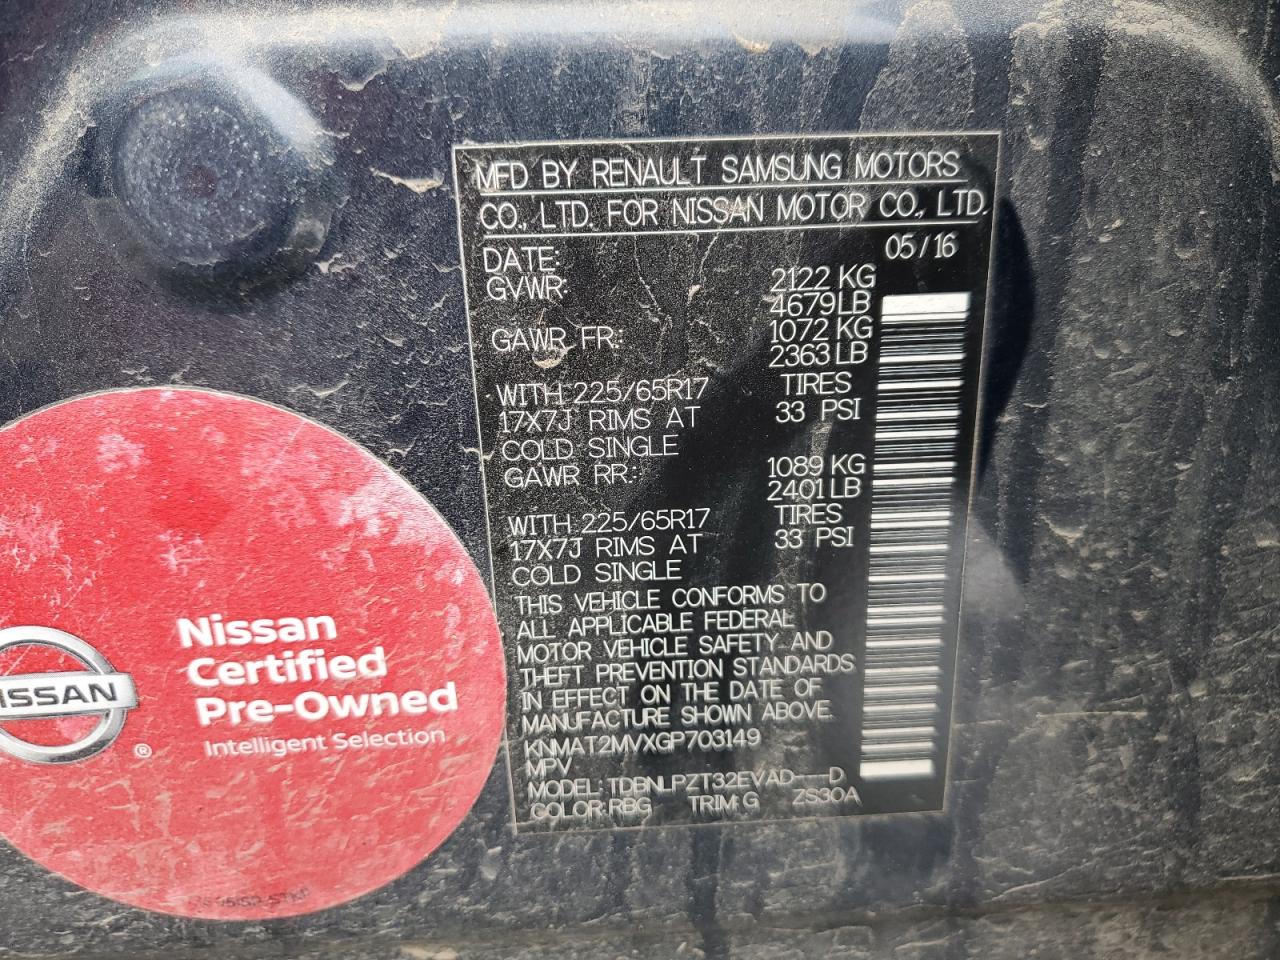 MFD BY RENAULT SAMSUNG MOTORS
CO., LTD. FOR NISSAN MOTOR CO., LTD.
DATE: 05/16
GVWR: 2122 KG
4679 LB
GAWR FR: 1072 KG
2363 LB
WITH 225/65R17 TIRES
17X7J RIMS AT 33 PSI
COLD SINGLE
GAWR RR: 1089 KG
2401 LB
WITH 225/65R17 TIRES
17X7J RIMS AT 33 PSI
COLD SINGLE
THIS VEHICLE CONFORMS TO
ALL APPLICABLE FEDERAL
MOTOR VEHICLE SAFETY AND
THEFT PREVENTION STANDARDS
IN EFFECT ON THE DATE OF
MANUFACTURE SHOWN ABOVE.
KNMAT2MVXGP703149
MPV
MODEL: TDBNLPZT32EVAD---D
COLOR: RBG TRIM: G ZS30A
NISSAN
Nissan
Certified
Pre-Owned
Intelligent Selection
®